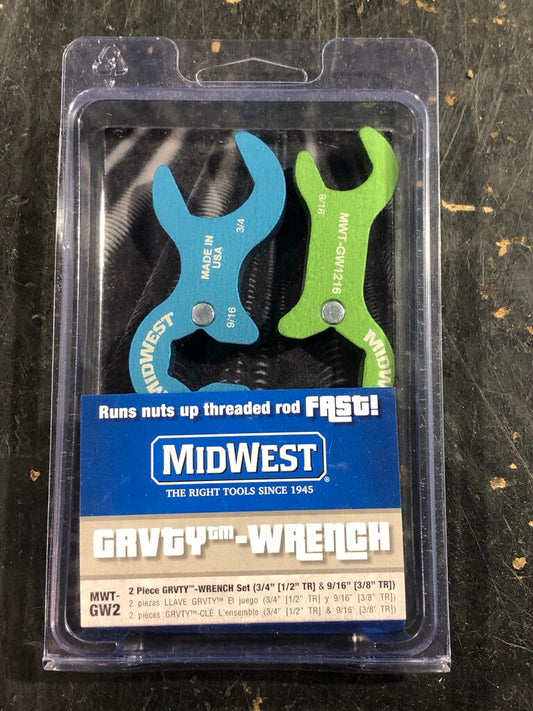 3/4
MADE IN
USA
9/16
MIDWEST
9/16
MWT-GW1216
MIDWEST
Runs nuts up threaded rod FAST!
MIDWEST®
THE RIGHT TOOLS SINCE 1945
GRVTY™-WRENCH
MWT-
GW2
2 Piece GRVTY™-WRENCH Set (3/4" [1/2" TR] & 9/16" [3/8" TR])
2 piezas LLAVE GRVTY™ El juego (3/4" [1/2" TR] y 9/16" [3/8" TR])
2 pièces GRVTY™-CLÉ L'ensemble (3/4" [1/2" TR] & 9/16" [3/8" TR])